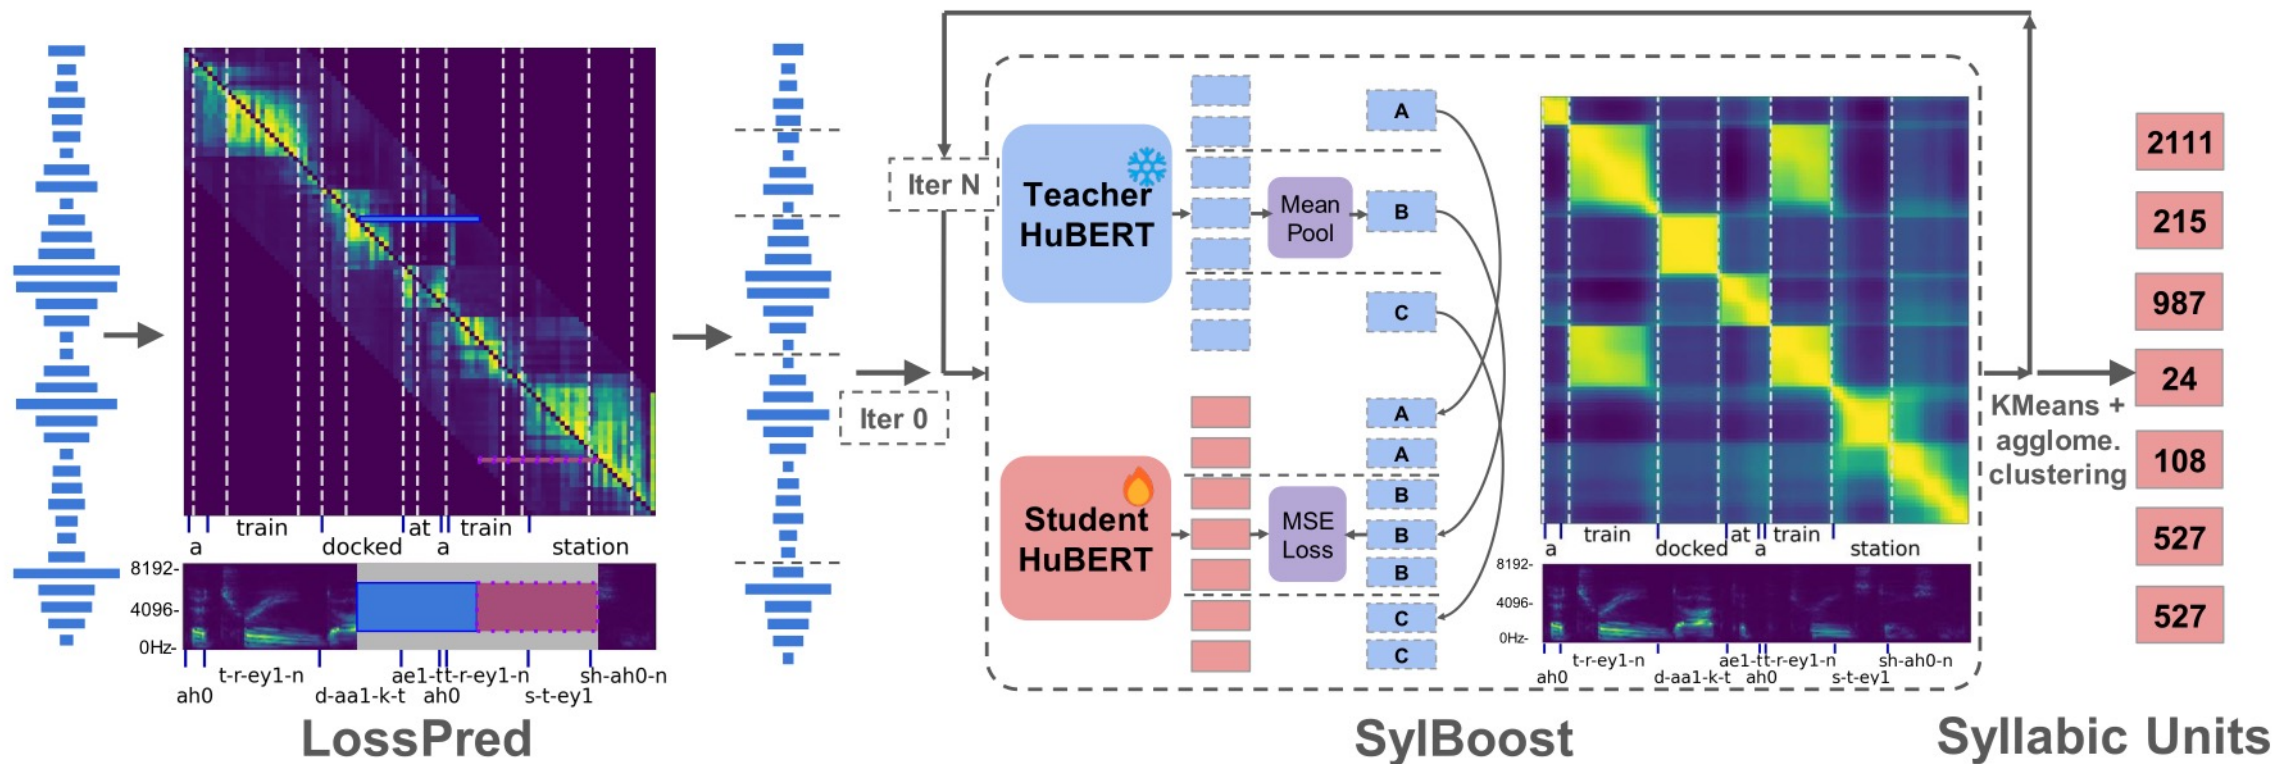 train
at
train
a
docked
a
station
8192-
4096-
0Hz-
t-r-ey1-n
ae1-tt-r-ey1-n
sh-ah0-n
ah0
d-aa1-k-t
ah0
s-t-ey1
LossPred
Iter 0
Iter N
Teacher
HuBERT
Mean
Pool
A
B
C
Student
HuBERT
MSE
Loss
A
A
B
B
B
C
C
train
at
train
a
docked
a
station
8192-
4096-
0Hz-
t-r-ey1-n
ae1-tt-r-ey1-n
sh-ah0-n
ah0
d-aa1-k-t
ah0
s-t-ey1
SylBoost
KMeans +
agglome.
clustering
2111
215
987
24
108
527
527
Syllabic Units